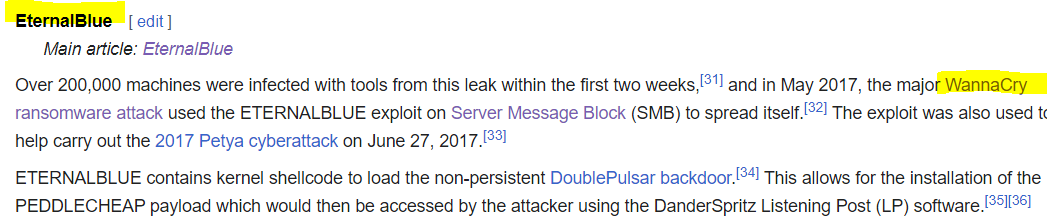 EternalBlue [ edit ]
Main article: EternalBlue
Over 200,000 machines were infected with tools from this leak within the first two weeks,[31] and in May 2017, the major WannaCry
ransomware attack used the ETERNALBLUE exploit on Server Message Block (SMB) to spread itself.[32] The exploit was also used to
help carry out the 2017 Petya cyberattack on June 27, 2017.[33]
ETERNALBLUE contains kernel shellcode to load the non-persistent DoublePulsar backdoor.[34] This allows for the installation of the
PEDDLECHEAP payload which would then be accessed by the attacker using the DanderSpritz Listening Post (LP) software.[35][36]